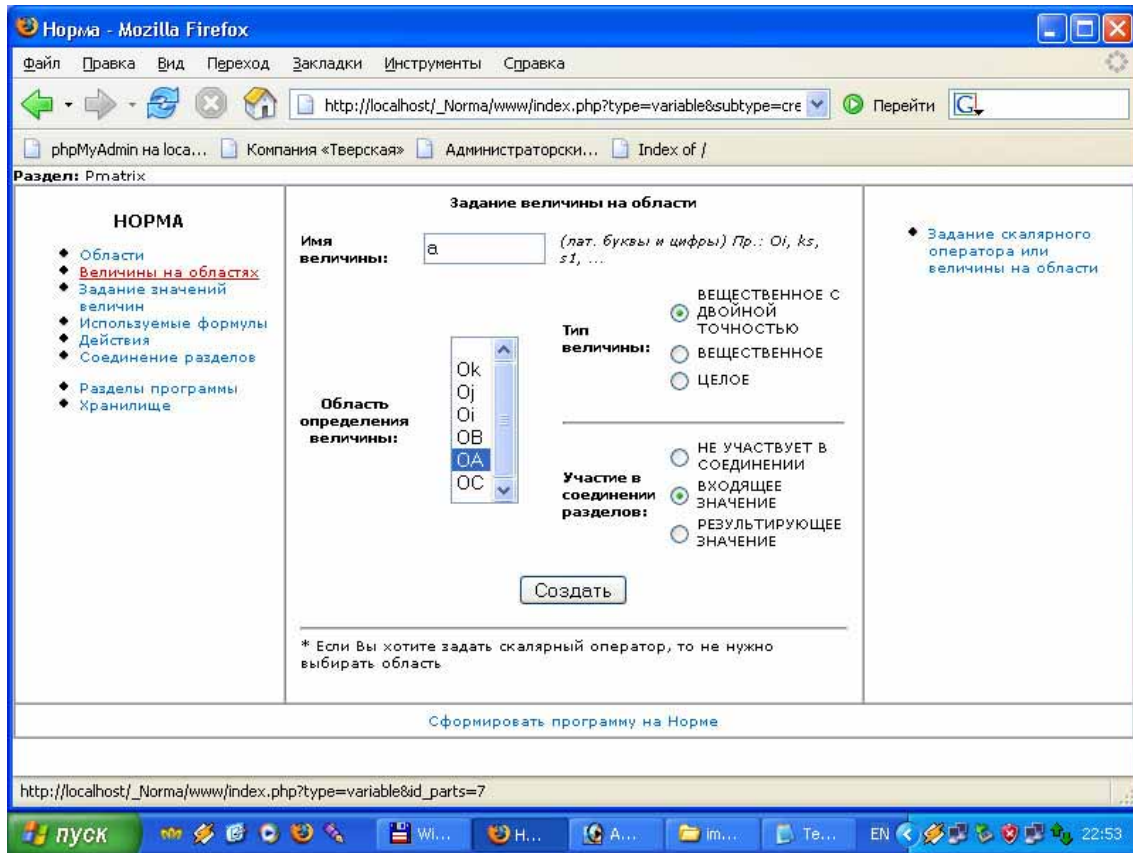 Норма - Mozilla Firefox
Файл Правка Вид Переход Закладки Инструменты Справка
http://localhost/_Norma/www/index.php?type=variable&subtype=cre
Перейти
G
phpMyAdmin на loca... Компания «Тверская» Администраторски... Index of /
Раздел: Pmatrix
НОРМА
Области
Величины на областях
Задание значений
величин
Используемые формулы
Действия
Соединение разделов
Разделы программы
Хранилище
Задание величины на области
Имя
величины:
a
(лат. буквы и цифры) Пр.: Oi, ks,
s1, ...
Область
определения
величины:
Ok
Oj
Oi
OB
OA
OC
Тип
величины:
ВЕЩЕСТВЕННОЕ С
ДВОЙНОЙ
ТОЧНОСТЬЮ
ВЕЩЕСТВЕННОЕ
ЦЕЛОЕ
Участие в
соединении
разделов:
НЕ УЧАСТВУЕТ В
СОЕДИНЕНИИ
ВХОДЯЩЕЕ
ЗНАЧЕНИЕ
РЕЗУЛЬТИРУЮЩЕЕ
ЗНАЧЕНИЕ
Создать
* Если Вы хотите задать скалярный оператор, то не нужно
выбирать область
Задание скалярного
оператора или
величины на области
Сформировать программу на Норме
http://localhost/_Norma/www/index.php?type=variable&id_parts=7
пуск Wi... Н... A... im... Te... EN 22:53